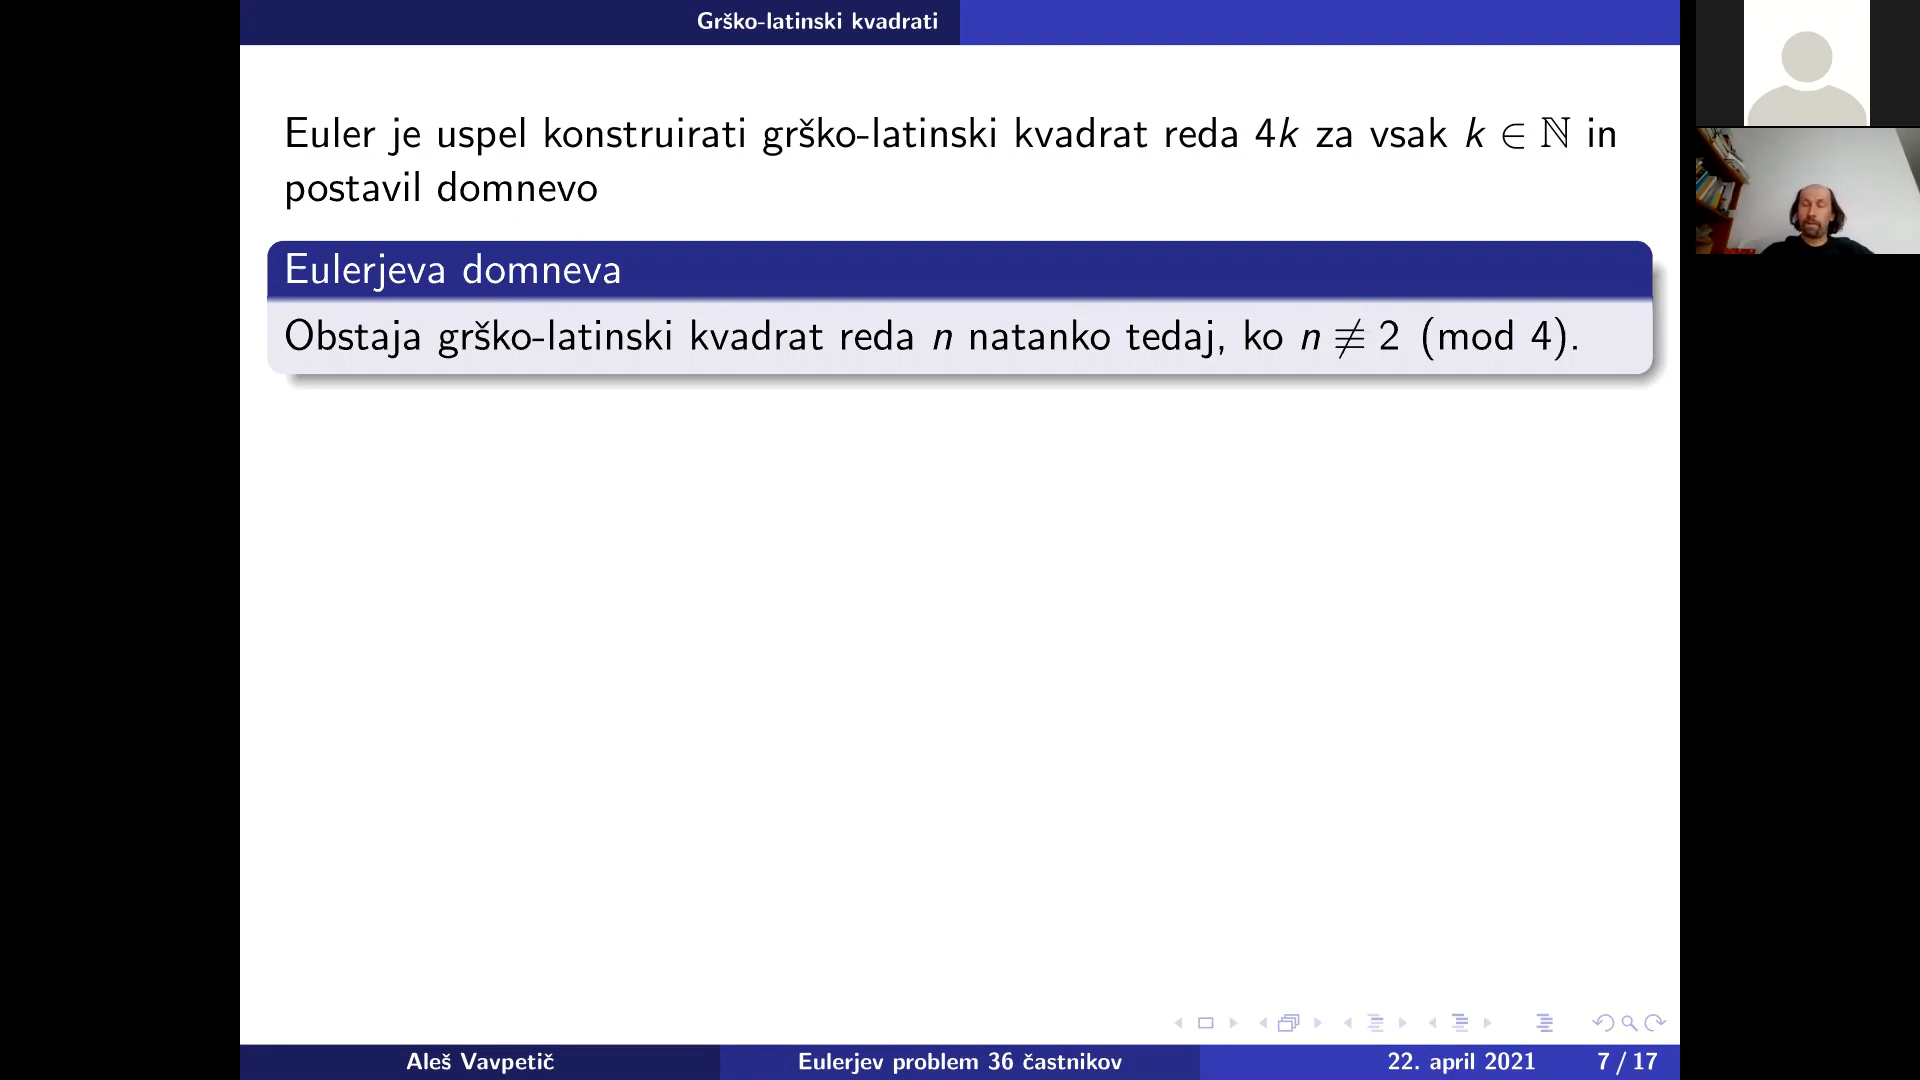 Grško-latinski kvadrati
Euler je uspel konstruirati grško-latinski kvadrat reda 4k za vsak k ∈ ℕ in
postavil domnevo
Eulerjeva domneva
Obstaja grško-latinski kvadrat reda n natanko tedaj, ko n ≢ 2 (mod 4).
Aleš Vavpetič
Eulerjev problem 36 častnikov
22. april 2021
7 / 17